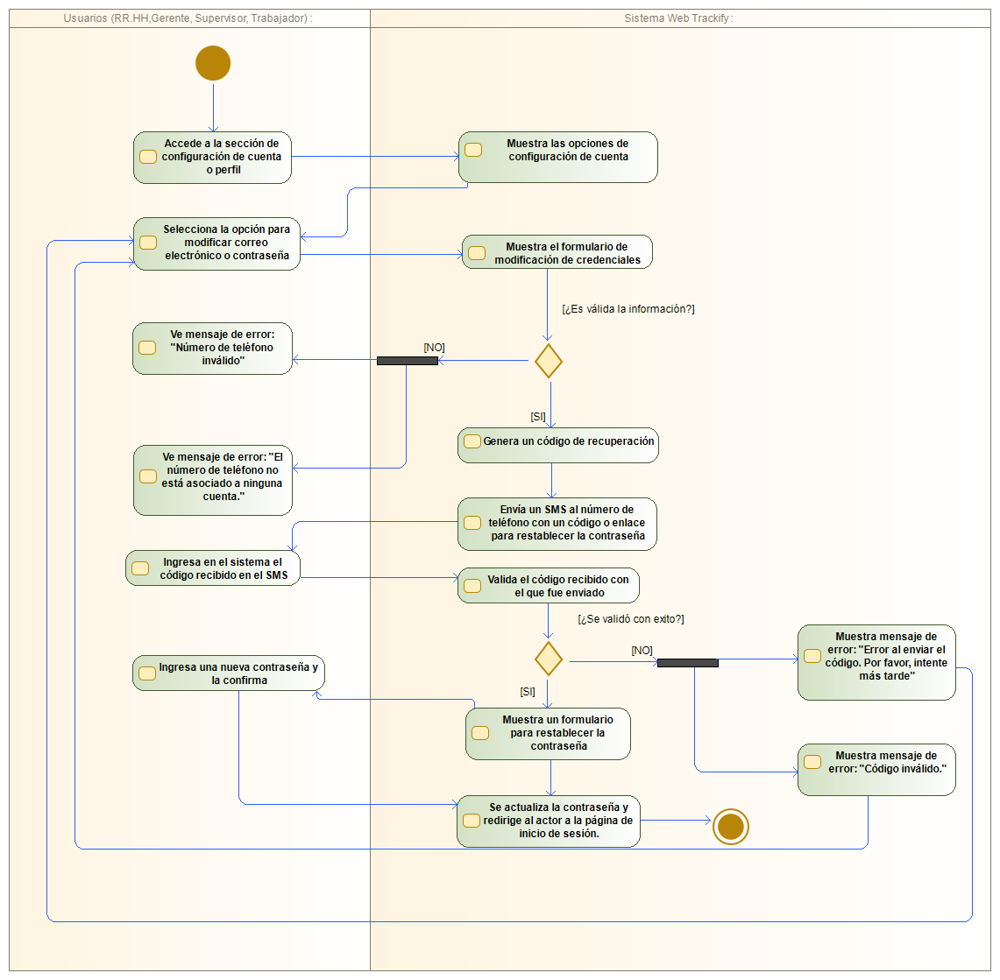 Usuarios (RR.HH,Gerente, Supervisor, Trabajador) :
Sistema Web Trackify :
Accede a la sección de
configuración de cuenta
o perfil
Muestra las opciones de
configuración de cuenta
Selecciona la opción para
modificar correo
electrónico o contraseña
Muestra el formulario de
modificación de credenciales
[¿Es válida la información?]
Ve mensaje de error:
"Número de teléfono
inválido"
[NO]
[SI]
Genera un código de recuperación
Ve mensaje de error: "El
número de teléfono no
está asociado a ninguna
cuenta."
Envía un SMS al número de
teléfono con un código o enlace
para restablecer la contraseña
Ingresa en el sistema el
código recibido en el SMS
Valida el código recibido con
el que fue enviado
[¿Se validó con exito?]
[NO]
Muestra mensaje de
error: "Error al enviar el
código. Por favor, intente
más tarde"
Ingresa una nueva contraseña y
la confirma
[SI]
Muestra un formulario
para restablecer la
contraseña
Muestra mensaje de
error: "Código inválido."
Se actualiza la contraseña y
redirige al actor a la página de
inicio de sesión.